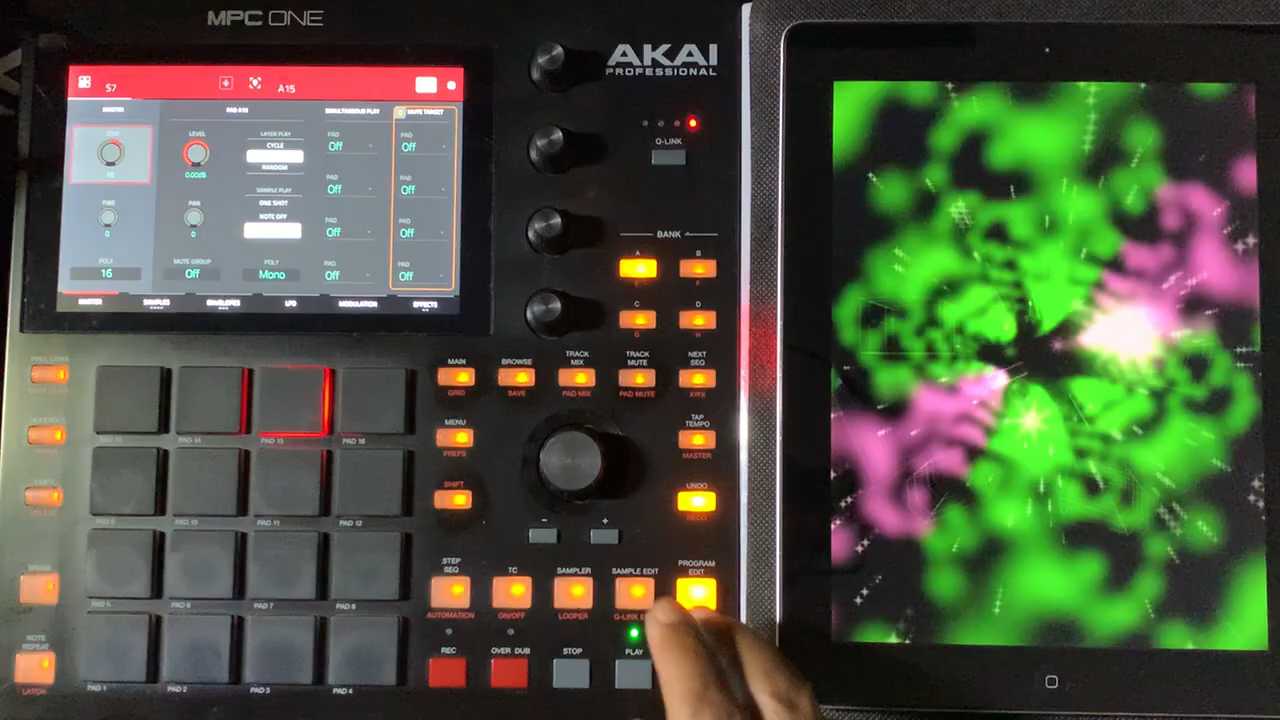 MPC ONE
AKAI
PROFESSIONAL
S7
A15
MASTER
SIMULTANEOUS PLAY
MUTE TARGET
LEVEL
0.00dB
LAYER PLAY
CYCLE
RANDOM
PAD
Off
PAD
Off
SAMPLE PLAY
ONE SHOT
NOTE OFF
PAD
Off
PAD
Off
FINE
0
PAN
0
PAD
Off
PAD
Off
POLY
16
MUTE GROUP
Off
POLY
Mono
PAD
Off
PAD
Off
MASTER
SAMPLES
ENVELOPES
LFO
MODULATION
EFFECTS
Q-LINK
BANK
A
B
C
D
MAIN
GRID
BROWSE
SAVE
TRACK
MIX
PAD MIX
TRACK
MUTE
PAD MUTE
NEXT
SEQ
XYFX
MENU
PREFS
TAP
TEMPO
MASTER
SHIFT
UNDO
REDO
-
+
PAD 14
PAD 15
PAD 16
PAD 10
PAD 11
PAD 12
PAD 5
PAD 6
PAD 7
PAD 8
PAD 1
PAD 2
PAD 3
PAD 4
NOTE
REPEAT
LATCH
STEP
SEQ
AUTOMATION
TC
ON/OFF
SAMPLER
LOOPER
SAMPLE EDIT
PROGRAM
EDIT
REC
OVER DUB
STOP
PLAY